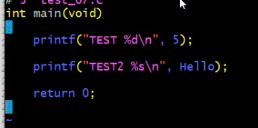 int main(void)
printf("TEST %d\n", 5);
printf("TEST2 %s\n", Hello);
return 0;
~